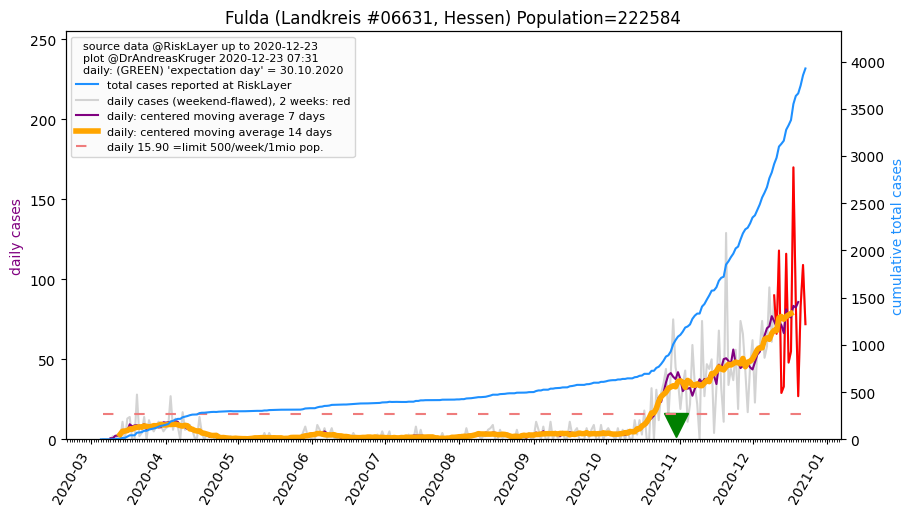 Fulda (Landkreis #06631, Hessen) Population=222584
source data @RiskLayer up to 2020-12-23
plot @DrAndreasKruger 2020-12-23 07:31
daily: (GREEN) 'expectation day' = 30.10.2020
total cases reported at RiskLayer
daily cases (weekend-flawed), 2 weeks: red
daily: centered moving average 7 days
daily: centered moving average 14 days
daily 15.90 =limit 500/week/1mio pop.
daily cases
250
200
150
100
50
0
cumulative total cases
4000
3500
3000
2500
2000
1500
1000
500
0
2020-03
2020-04
2020-05
2020-06
2020-07
2020-08
2020-09
2020-10
2020-11
2020-12
2021-01